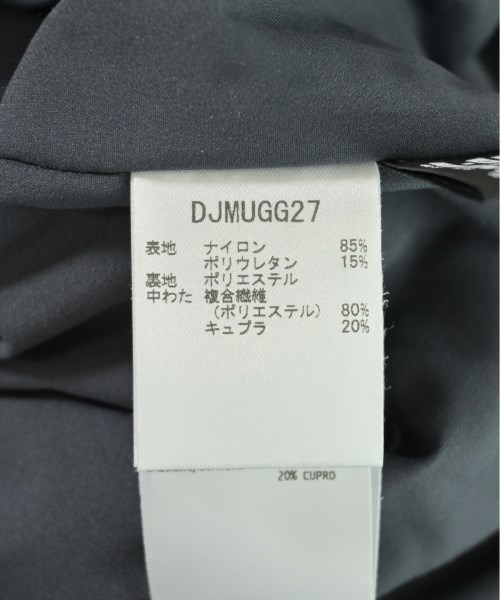 DJMUGG27
表地 ナイロン 85%
ポリウレタン 15%
裏地 ポリエステル
中わた 複合繊維
(ポリエステル) 80%
キュプラ 20%
20% CUPRO